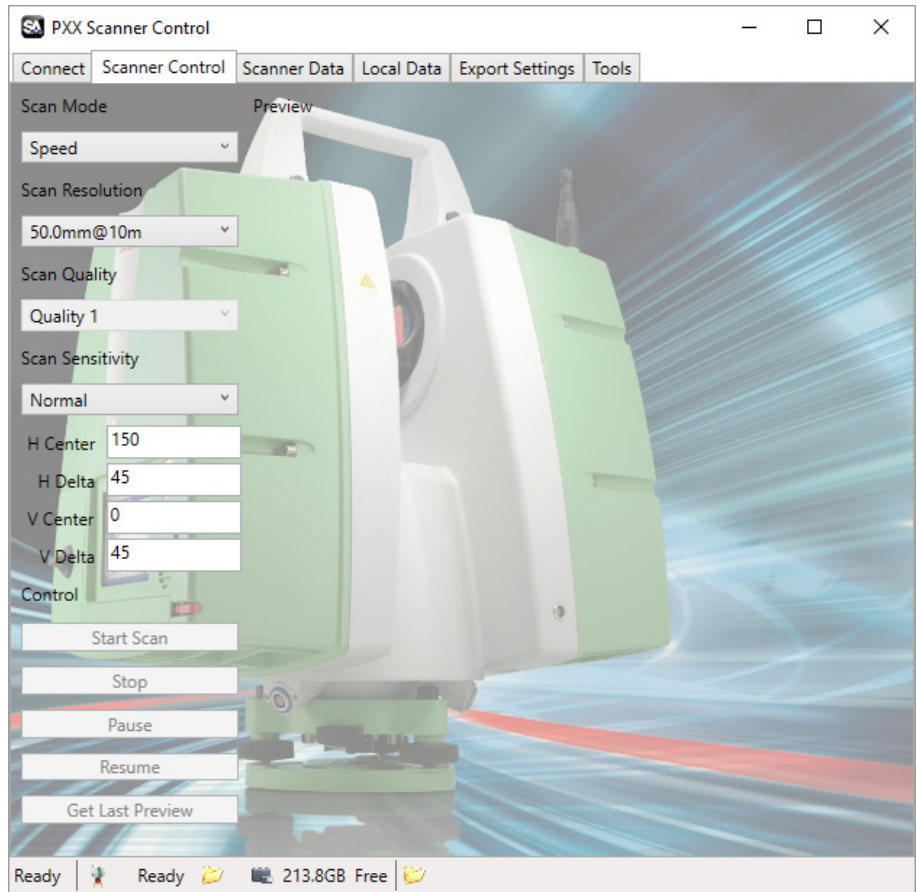 SA PXX Scanner Control
Connect Scanner Control Scanner Data Local Data Export Settings Tools
Scan Mode
Preview
Speed
Scan Resolution
50.0mm@10m
Scan Quality
Quality 1
Scan Sensitivity
Normal
H Center 150
H Delta 45
V Center 0
V Delta 45
Control
Start Scan
Stop
Pause
Resume
Get Last Preview
Ready Ready 213.8GB Free